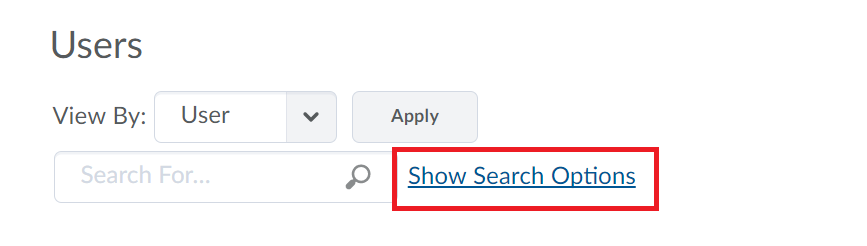 Users
View By: User Apply
Search For... Show Search Options